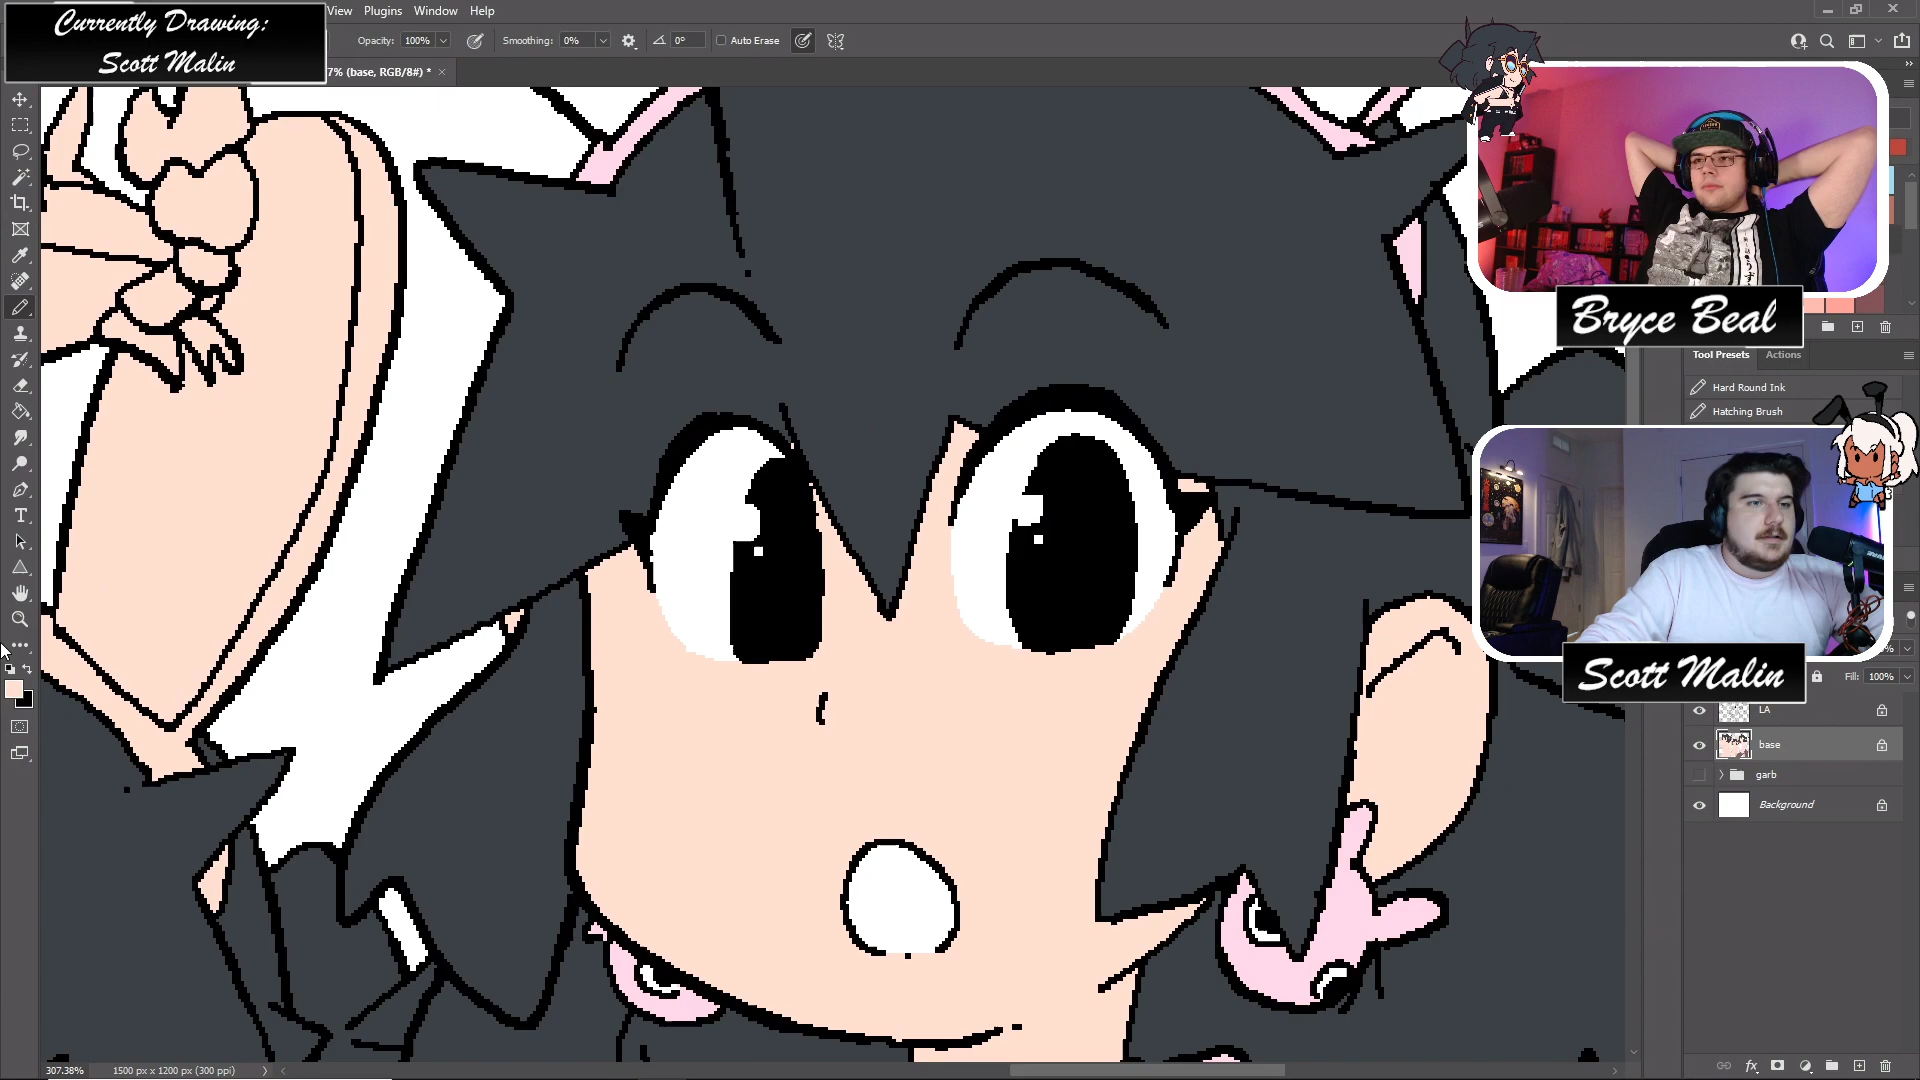 Currently Drawing:
Scott Malin
View Plugins Window Help
Opacity: 100% Smoothing: 0% 0° Auto Erase
7% (base, RGB/8#) * ×
Bryce Beal
Tool Presets Actions
Hard Round Ink
Hatching Brush
Scott Malin
Fill: 100%
LA
base
garb
Background
307.38% 1500 px x 1200 px (300 ppi)